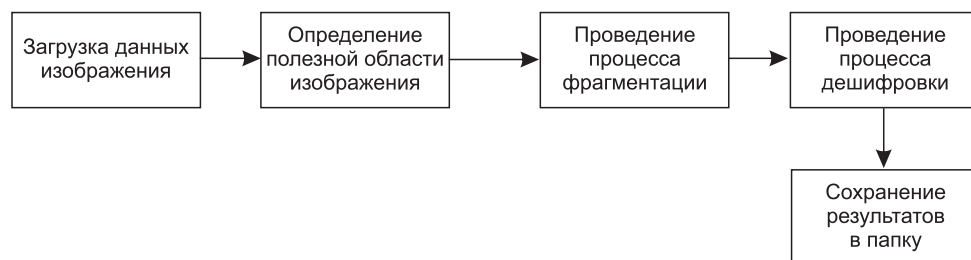 Загрузка данных
изображения
Определение
полезной области
изображения
Проведение
процесса
фрагментации
Проведение
процесса
дешифровки
Сохранение
результатов
в папку